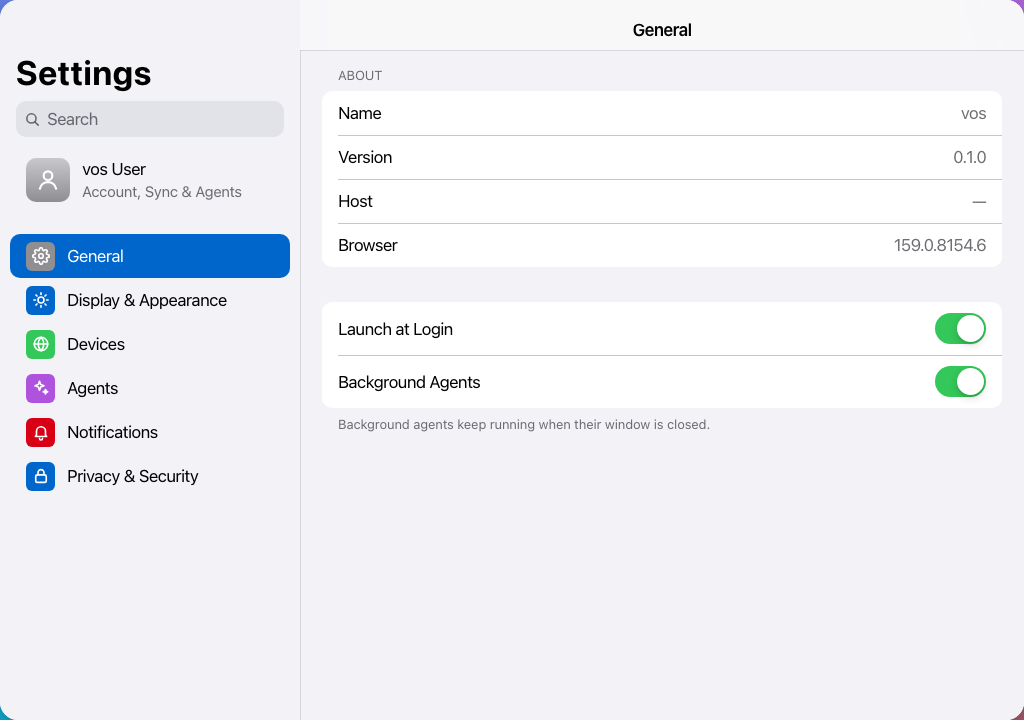 Settings
Search
vos User
Account, Sync & Agents
General
Display & Appearance
Devices
Agents
Notifications
Privacy & Security
General
ABOUT
Name vos
Version 0.1.0
Host —
Browser 159.0.8154.6
Launch at Login
Background Agents
Background agents keep running when their window is closed.